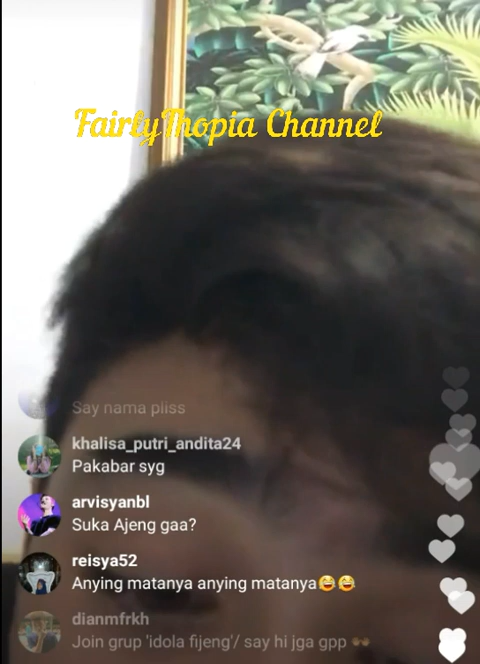 FairlyThopia Channel
Say nama pliss
khalisa_putri_andita24
Pakabar syg
arvisyanbl
Suka Ajeng gaa?
reisya52
Anying matanya anying matanya😂😂
dianmfrkh
Join grup 'idola fijeng'/ say hi jga gpp 👐